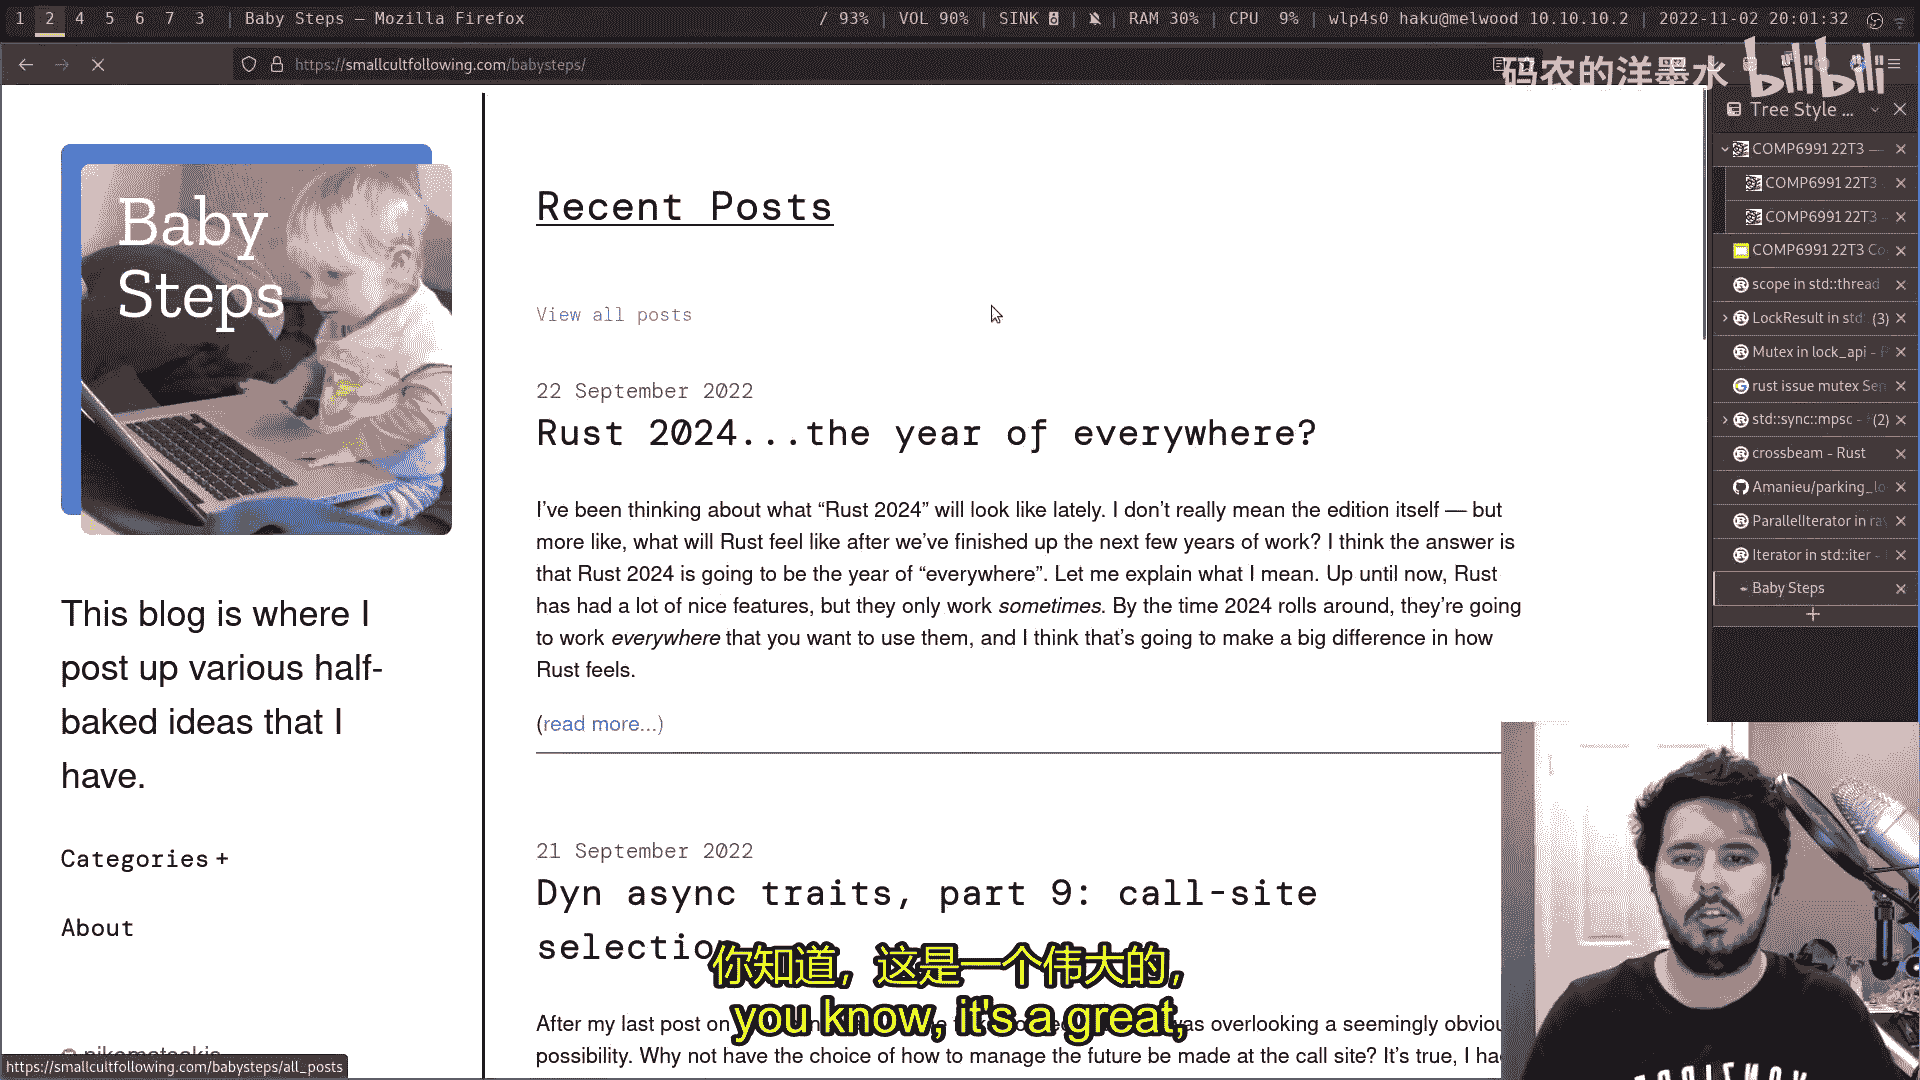 1 2 4 5 6 7 3 | Baby Steps — Mozilla Firefox / 93% | VOL 90% | SINK | RAM 30% | CPU 9% | wlp4s0 haku@melwood 10.10.10.2 | 2022-11-02 20:01:32
https://smallcultfollowing.com/babysteps/
码农的洋墨水 bilibili
Tree Style ...
COMP6991 22T3 —
COMP6991 22T3
COMP6991 22T3
COMP6991 22T3 Co
scope in std::thread
LockResult in std (3)
Mutex in lock_api -
rust issue mutex Sen
std::sync::mpsc - (2)
crossbeam - Rust
Amanieu/parking_lo
ParallelIterator in ra
Iterator in std::iter -
Baby Steps
+
Baby
Steps
This blog is where I
post up various half-
baked ideas that I
have.
Categories +
About
https://smallcultfollowing.com/babysteps/all_posts
Recent Posts
View all posts
22 September 2022
Rust 2024...the year of everywhere?
I’ve been thinking about what “Rust 2024” will look like lately. I don’t really mean the edition itself — but
more like, what will Rust feel like after we’ve finished up the next few years of work? I think the answer is
that Rust 2024 is going to be the year of “everywhere”. Let me explain what I mean. Up until now, Rust
has had a lot of nice features, but they only work sometimes. By the time 2024 rolls around, they’re going
to work everywhere that you want to use them, and I think that’s going to make a big difference in how
Rust feels.
(read more...)
21 September 2022
Dyn async traits, part 9: call-site
selection
After my last post on was overlooking a seemingly obviou
possibility. Why not have the choice of how to manage the future be made at the call site? It’s true, I ha
你知道，这是一个伟大的，
you know, it's a great,